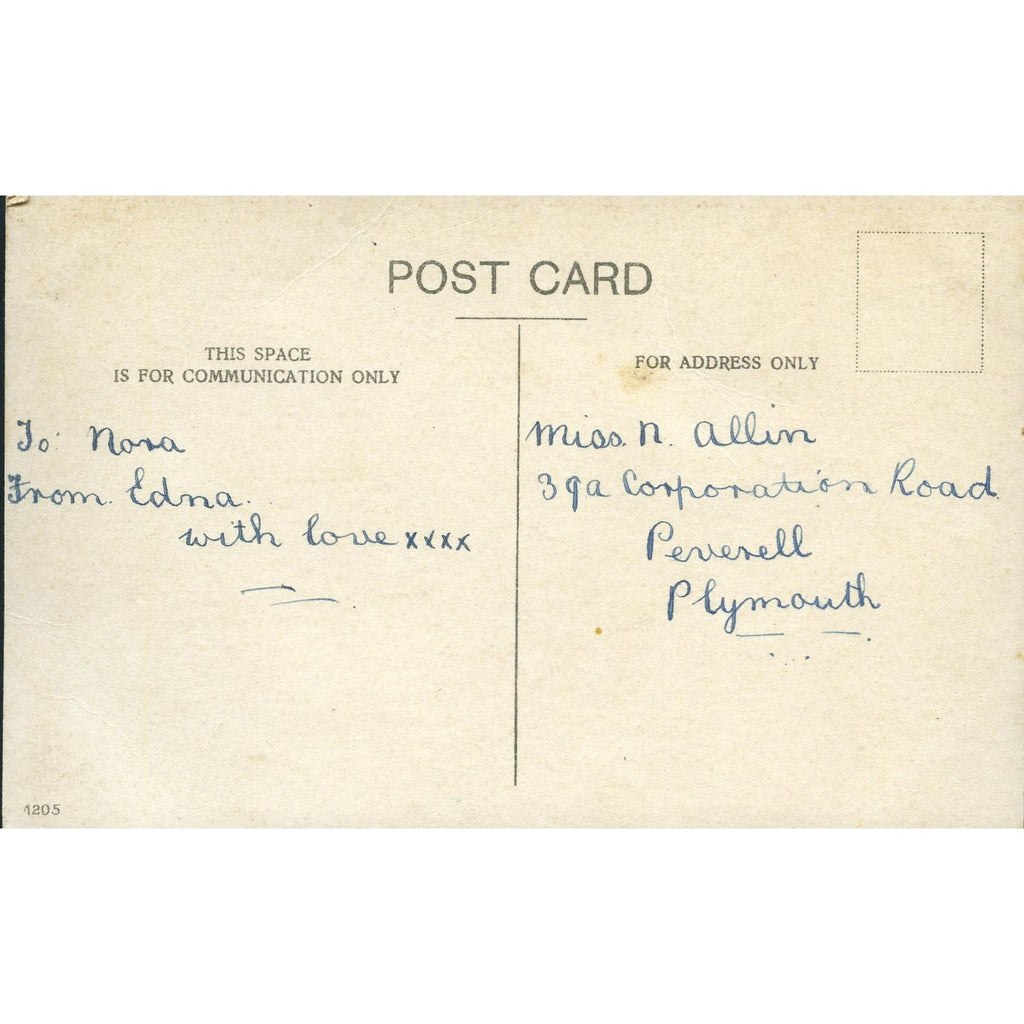 POST CARD
THIS SPACE
IS FOR COMMUNICATION ONLY
To: Nora
From. Edna.
with love xxxx
FOR ADDRESS ONLY
Miss. N. Allin
39a Corporation Road
Peverell
Plymouth
1205